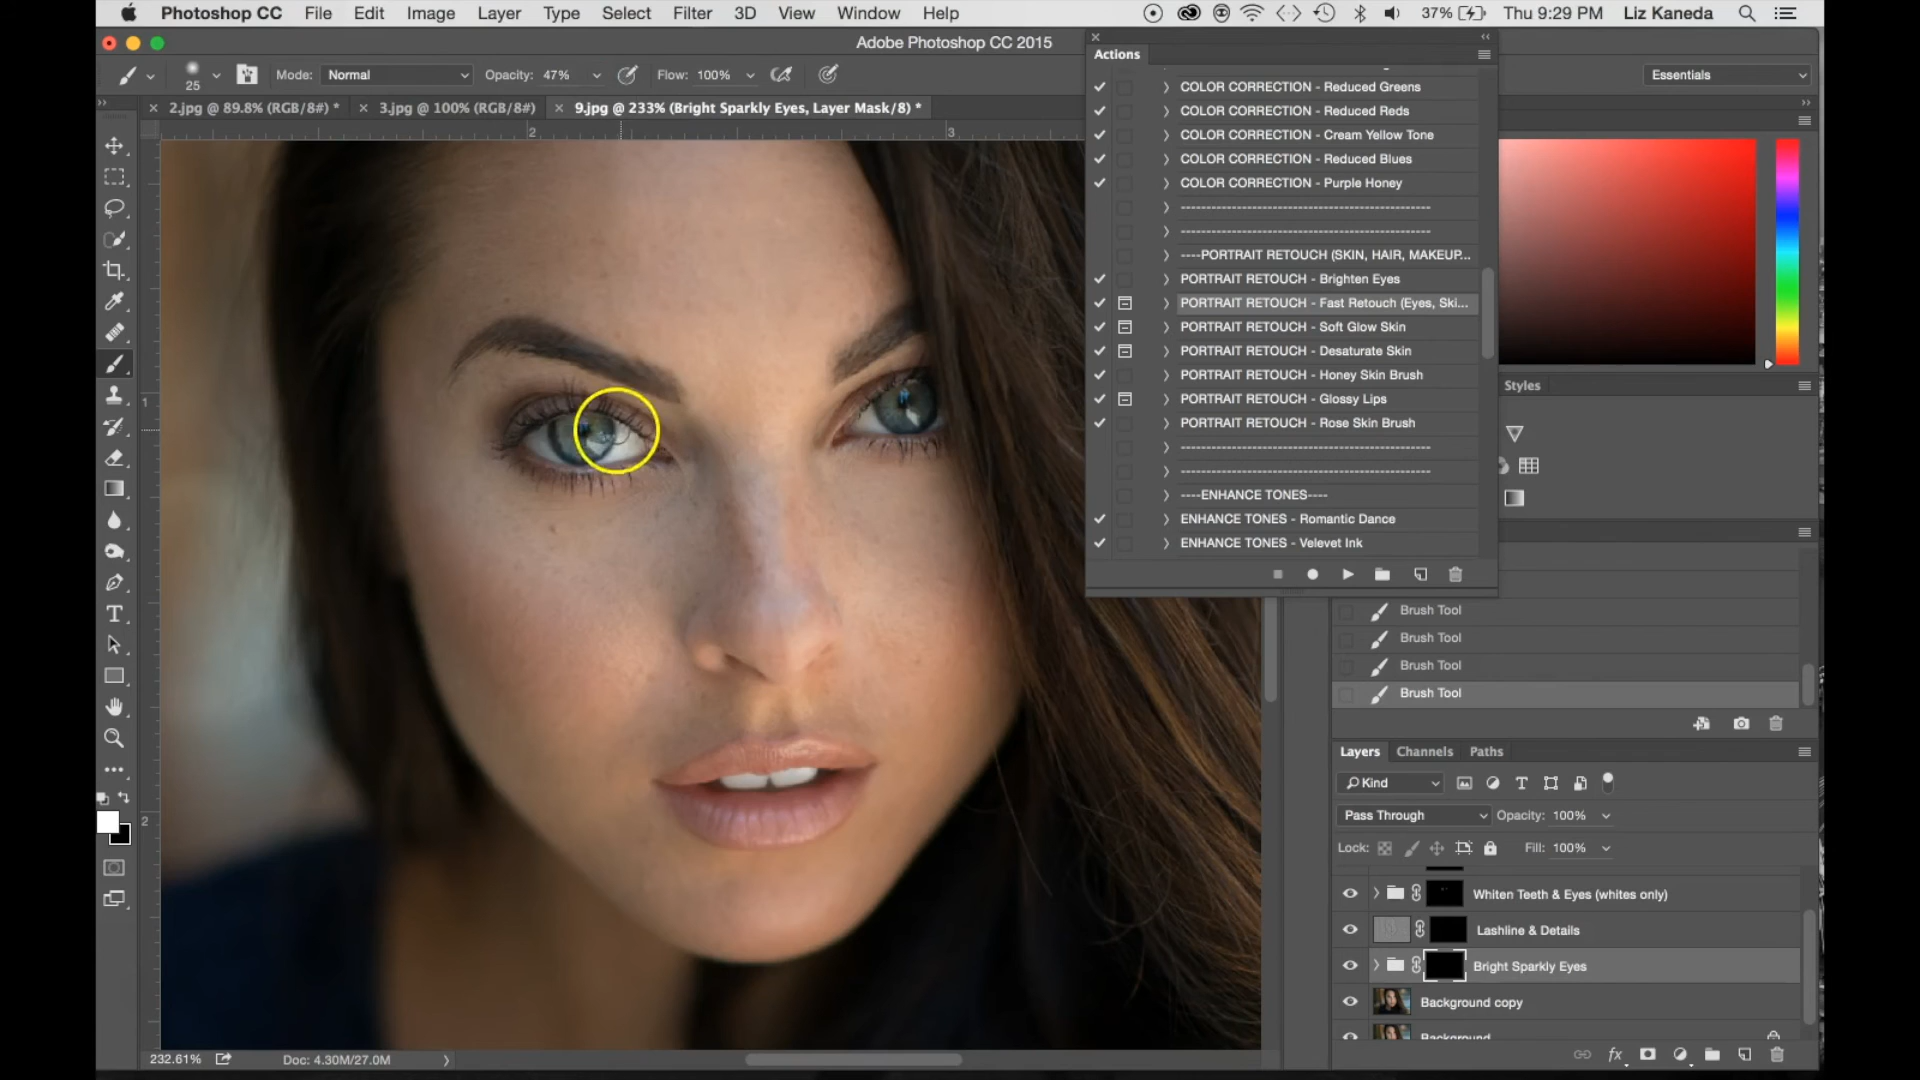 Photoshop CC File Edit Image Layer Type Select Filter 3D View Window Help 37% Thu 9:29 PM Liz Kaneda
Adobe Photoshop CC 2015
25 Mode: Normal Opacity: 47% Flow: 100% Essentials
2.jpg @ 89.8% (RGB/8#) * 3.jpg @ 100% (RGB/8#) 9.jpg @ 233% (Bright Sparkly Eyes, Layer Mask/8) *
2 3
1
2
Actions
COLOR CORRECTION - Reduced Greens
COLOR CORRECTION - Reduced Reds
COLOR CORRECTION - Cream Yellow Tone
COLOR CORRECTION - Reduced Blues
COLOR CORRECTION - Purple Honey
--------------------------------------------------
--------------------------------------------------
----PORTRAIT RETOUCH (SKIN, HAIR, MAKEUP...
PORTRAIT RETOUCH - Brighten Eyes
PORTRAIT RETOUCH - Fast Retouch (Eyes, Ski...
PORTRAIT RETOUCH - Soft Glow Skin
PORTRAIT RETOUCH - Desaturate Skin
PORTRAIT RETOUCH - Honey Skin Brush
PORTRAIT RETOUCH - Glossy Lips
PORTRAIT RETOUCH - Rose Skin Brush
--------------------------------------------------
--------------------------------------------------
----ENHANCE TONES----
ENHANCE TONES - Romantic Dance
ENHANCE TONES - Velevet Ink
Styles
Brush Tool
Brush Tool
Brush Tool
Brush Tool
Layers Channels Paths
Kind
Pass Through Opacity: 100%
Lock: Fill: 100%
Whiten Teeth & Eyes (whites only)
Lashline & Details
Bright Sparkly Eyes
Background copy
Background
fx
232.61% Doc: 4.30M/27.0M